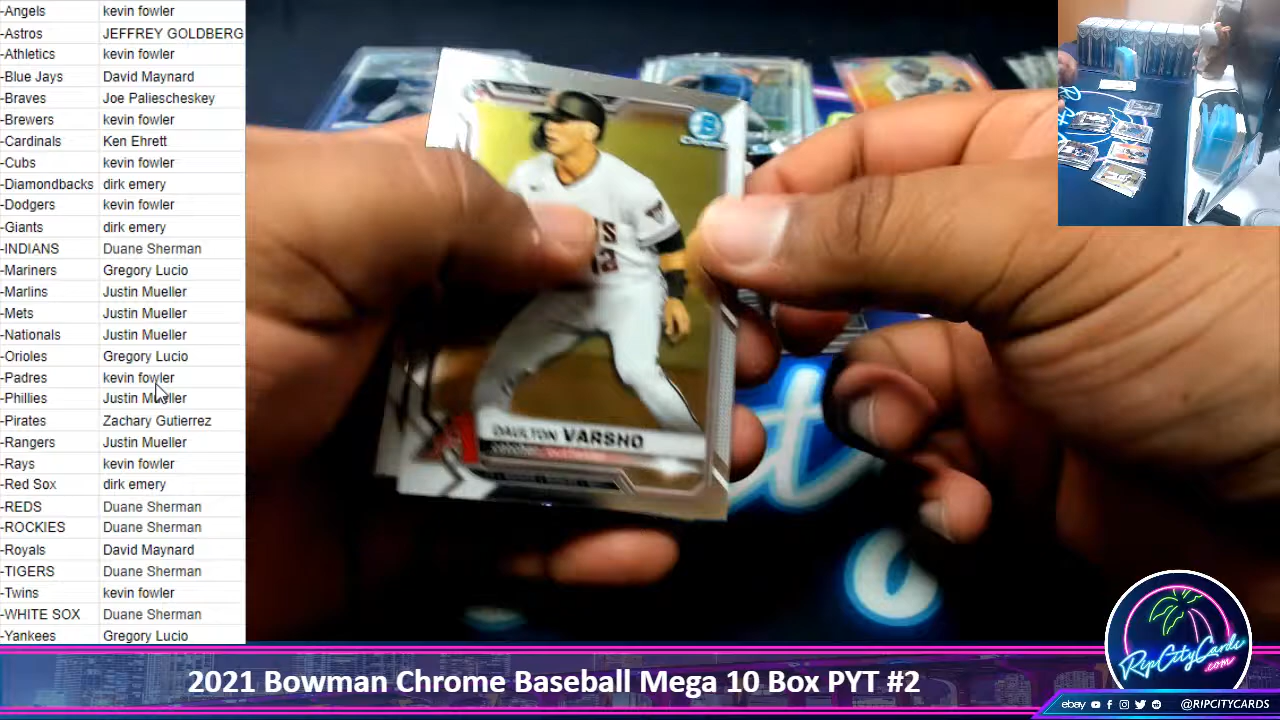 -Angels kevin fowler
-Astros JEFFREY GOLDBERG
-Athletics kevin fowler
-Blue Jays David Maynard
-Braves Joe Paliescheskey
-Brewers kevin fowler
-Cardinals Ken Ehrett
-Cubs kevin fowler
-Diamondbacks dirk emery
-Dodgers kevin fowler
-Giants dirk emery
-INDIANS Duane Sherman
-Mariners Gregory Lucio
-Marlins Justin Mueller
-Mets Justin Mueller
-Nationals Justin Mueller
-Orioles Gregory Lucio
-Padres kevin fowler
-Phillies Justin Mueller
-Pirates Zachary Gutierrez
-Rangers Justin Mueller
-Rays kevin fowler
-Red Sox dirk emery
-REDS Duane Sherman
-ROCKIES Duane Sherman
-Royals David Maynard
-TIGERS Duane Sherman
-Twins kevin fowler
-WHITE SOX Duane Sherman
-Yankees Gregory Lucio
B
12
DAULTON VARSHO
2021 Bowman Chrome Baseball Mega 10 Box PYT #2
RipCityCards
.com
ebay @RIPCITYCARDS